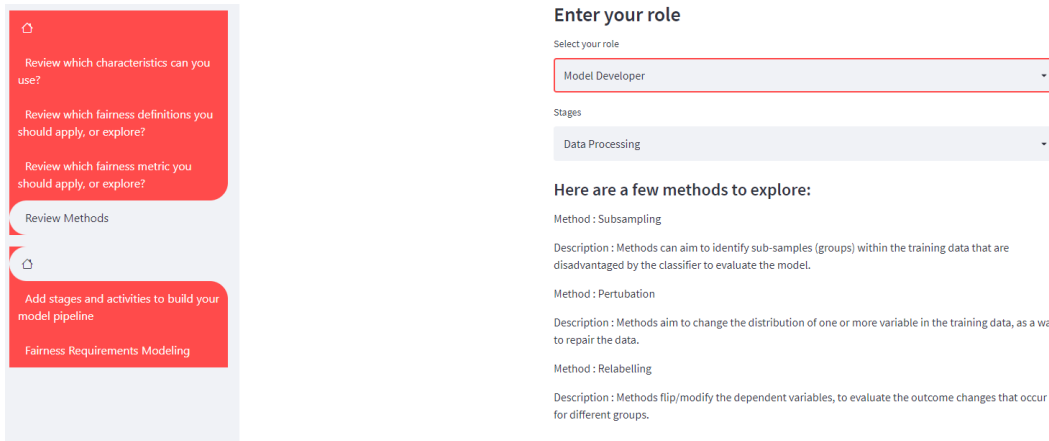 Review which characteristics can you
use?
Review which fairness definitions you
should apply, or explore?
Review which fairness metric you
should apply, or explore?
Review Methods
Add stages and activities to build your
model pipeline
Fairness Requirements Modeling
Enter your role
Select your role
Model Developer
Stages
Data Processing
Here are a few methods to explore:
Method : Subsampling
Description : Methods can aim to identify sub-samples (groups) within the training data that are
disadvantaged by the classifier to evaluate the model.
Method : Pertubation
Description : Methods aim to change the distribution of one or more variable in the training data, as a
to repair the data.
Method : Relabelling
Description : Methods flip/modify the dependent variables, to evaluate the outcome changes that occur
for different groups.